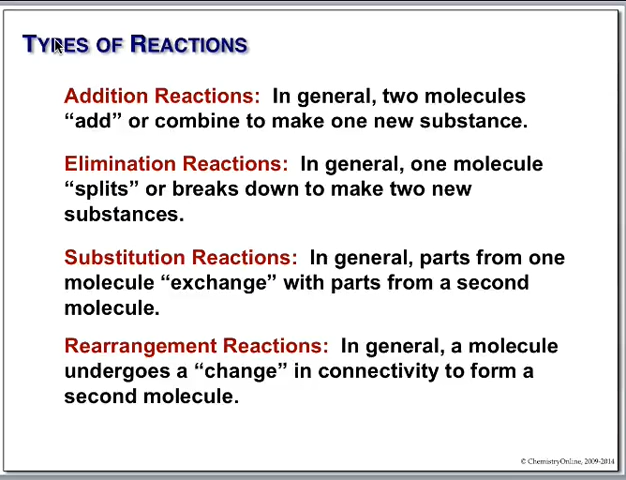 TYPES OF REACTIONS
Addition Reactions: In general, two molecules
“add” or combine to make one new substance.
Elimination Reactions: In general, one molecule
“splits” or breaks down to make two new
substances.
Substitution Reactions: In general, parts from one
molecule “exchange” with parts from a second
molecule.
Rearrangement Reactions: In general, a molecule
undergoes a “change” in connectivity to form a
second molecule.
© ChemistryOnline, 2009-2014